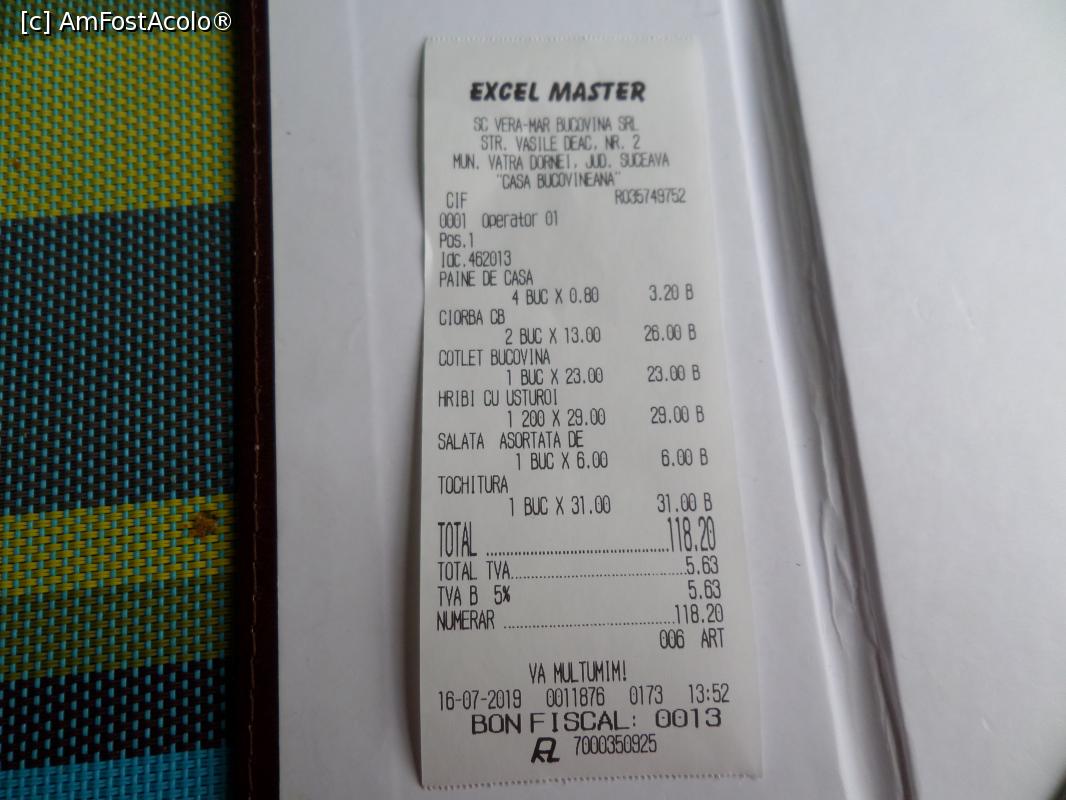 [c] AmFostAcolo®
EXCEL MASTER
SC VERA-MAR BUCOVINA SRL
STR. VASILE DEAC, NR. 2
MUN. VATRA DORNEI, JUD. SUCEAVA
"CASA BUCOVINEANA"
CIF RO35749752
0001 Operator 01
Pos.1
Idc.462013
PAINE DE CASA
4 BUC X 0.80 3.20 B
CIORBA CB
2 BUC X 13.00 26.00 B
COTLET BUCOVINA
1 BUC X 23.00 23.00 B
HRIBI CU USTUROI
1 200 X 29.00 29.00 B
SALATA ASORTATA DE
1 BUC X 6.00 6.00 B
TOCHITURA
1 BUC X 31.00 31.00 B
TOTAL ..............................118.20
TOTAL TVA..............................5.63
TVA B 5% 5.63
NUMERAR ..............................118.20
006 ART
VA MULTUMIM!
16-07-2019 0011876 0173 13:52
BON FISCAL: 0013
7000350925